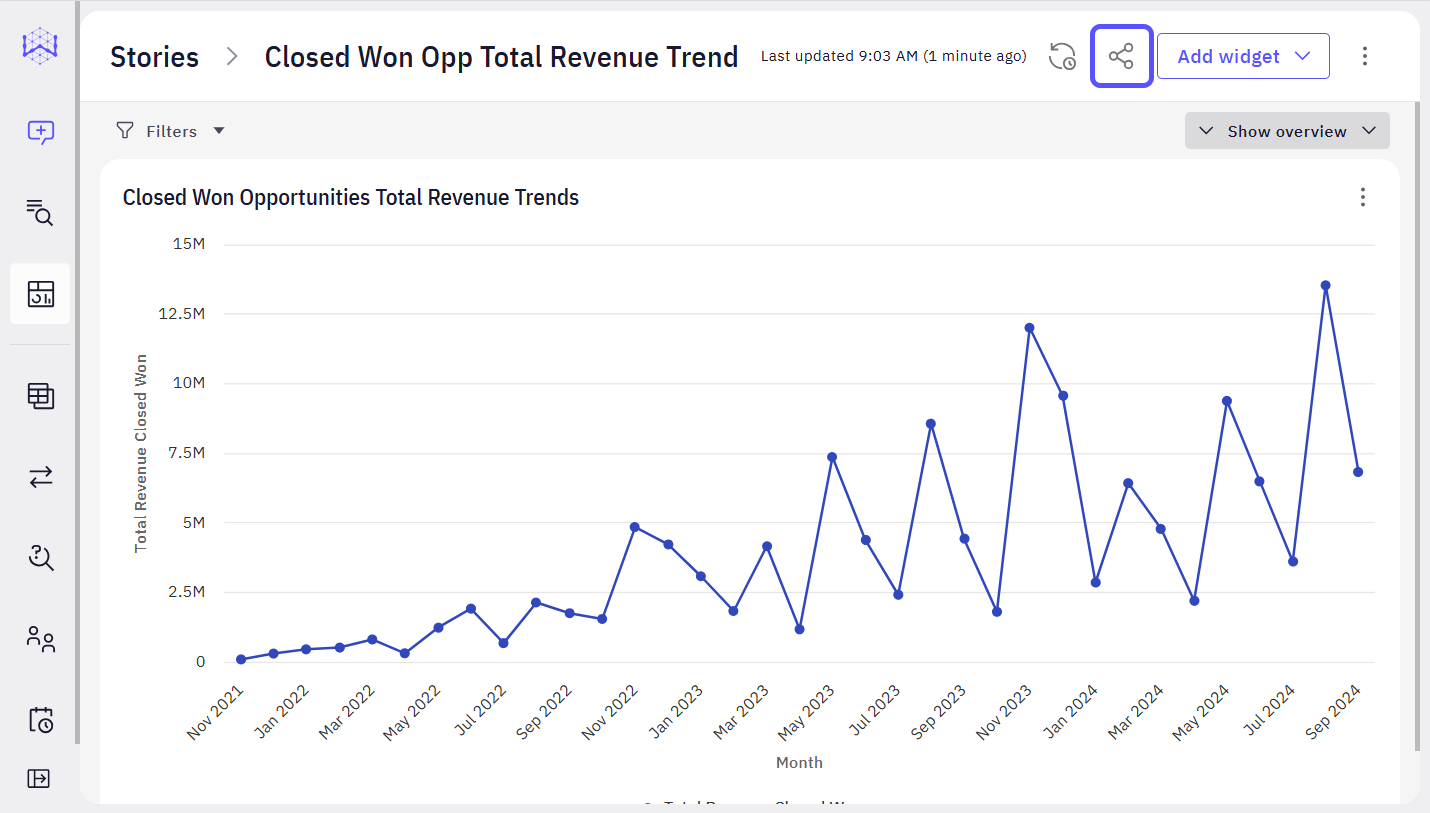 Stories
Closed Won Opp Total Revenue Trend
Last updated 9:03 AM (1 minute ago)
Add widget
Filters
Show overview
Closed Won Opportunities Total Revenue Trends
15M
12.5M
10M
7.5M
5M
2.5M
0
Total Revenue Closed Won
Nov 2021
Jan 2022
Mar 2022
May 2022
Jul 2022
Sep 2022
Nov 2022
Jan 2023
Mar 2023
May 2023
Jul 2023
Sep 2023
Nov 2023
Jan 2024
Mar 2024
May 2024
Jul 2024
Sep 2024
Month